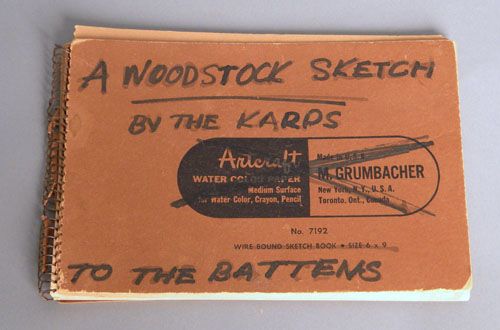 A WOODSTOCK SKETCH
BY THE KARPS
Artcraft
WATER COLOR PAPER
Medium Surface
for Water Color, Crayon, Pencil
Made in U.S.A.
M. GRUMBACHER
New York, N.Y., U.S.A.
Toronto, Ont., Canada
No. 7192
WIRE BOUND SKETCH BOOK • SIZE 6 x 9
TO THE BATTENS